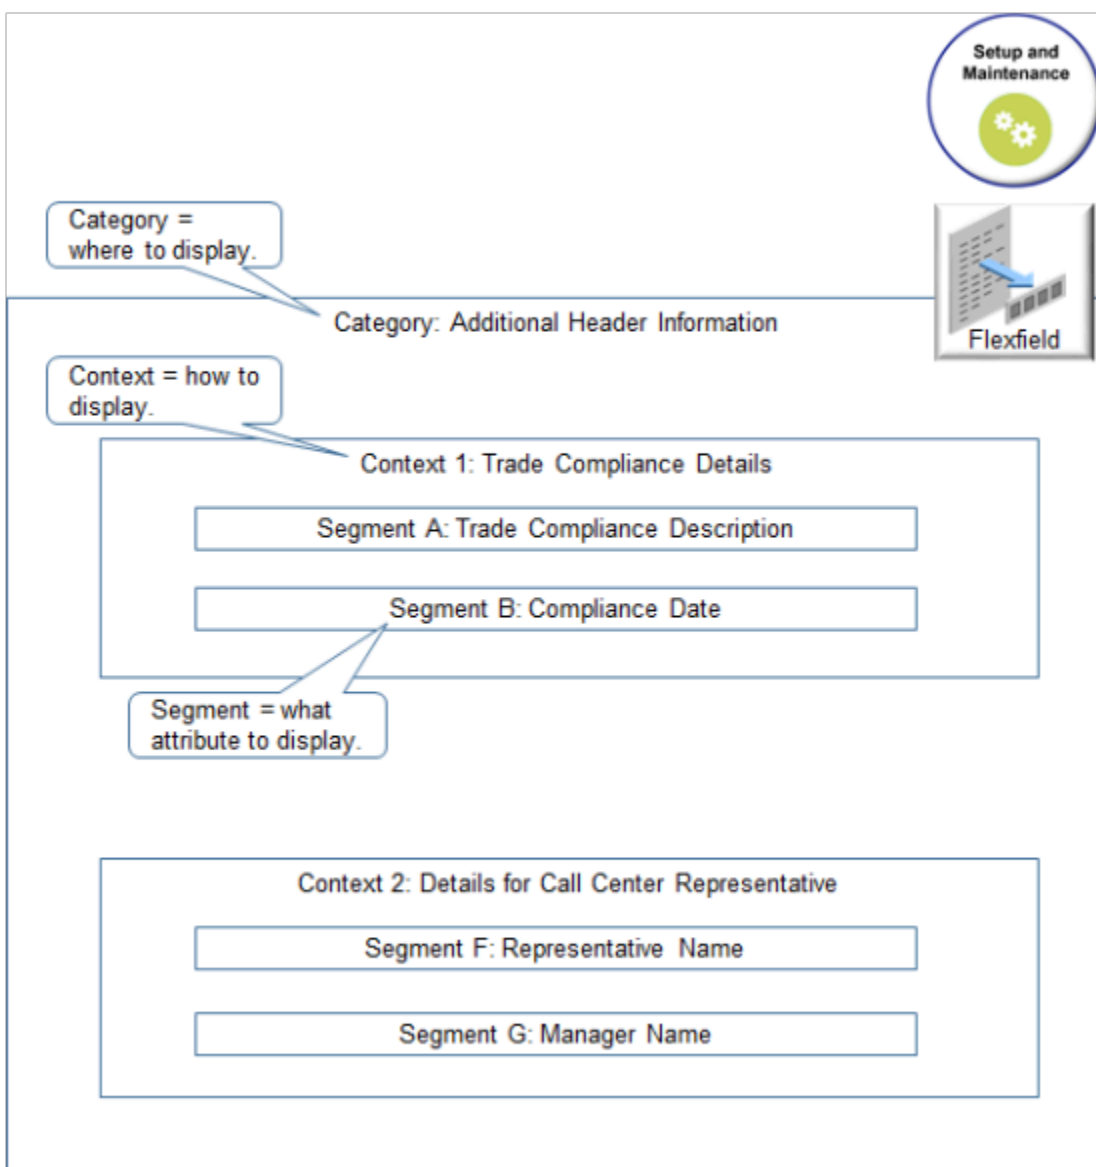 Setup and
Maintenance
Category =
where to display.
Flexfield
Category: Additional Header Information
Context = how to
display.
Context 1: Trade Compliance Details
Segment A: Trade Compliance Description
Segment B: Compliance Date
Segment = what
attribute to display.
Context 2: Details for Call Center Representative
Segment F: Representative Name
Segment G: Manager Name